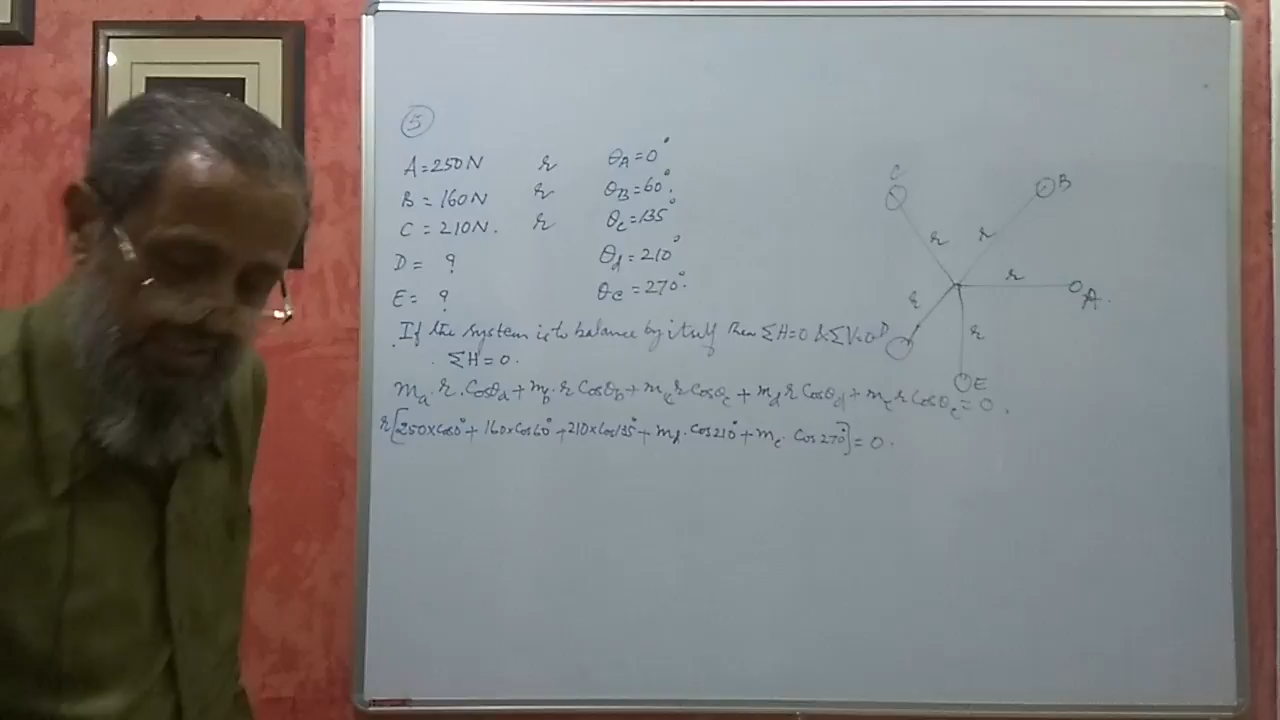 5
A = 250N r θA = 0°
B = 160N r θB = 60°.
C = 210N. r θc = 135°
D = ? θd = 210°
E = ? θe = 270°.
If the system is to balance by itself then ΣH=0 & ΣV=0
ΣH = 0.
ma. r. Cosθa + mb. r Cosθb + mc r Cosθc + md r Cosθd + me r Cosθe = 0.
r[250×Cos0° + 160×Cos60° + 210×Cos135° + md. Cos210° + me. Cos270°] = 0.
C
B
r r
r
A.
D r
r
E